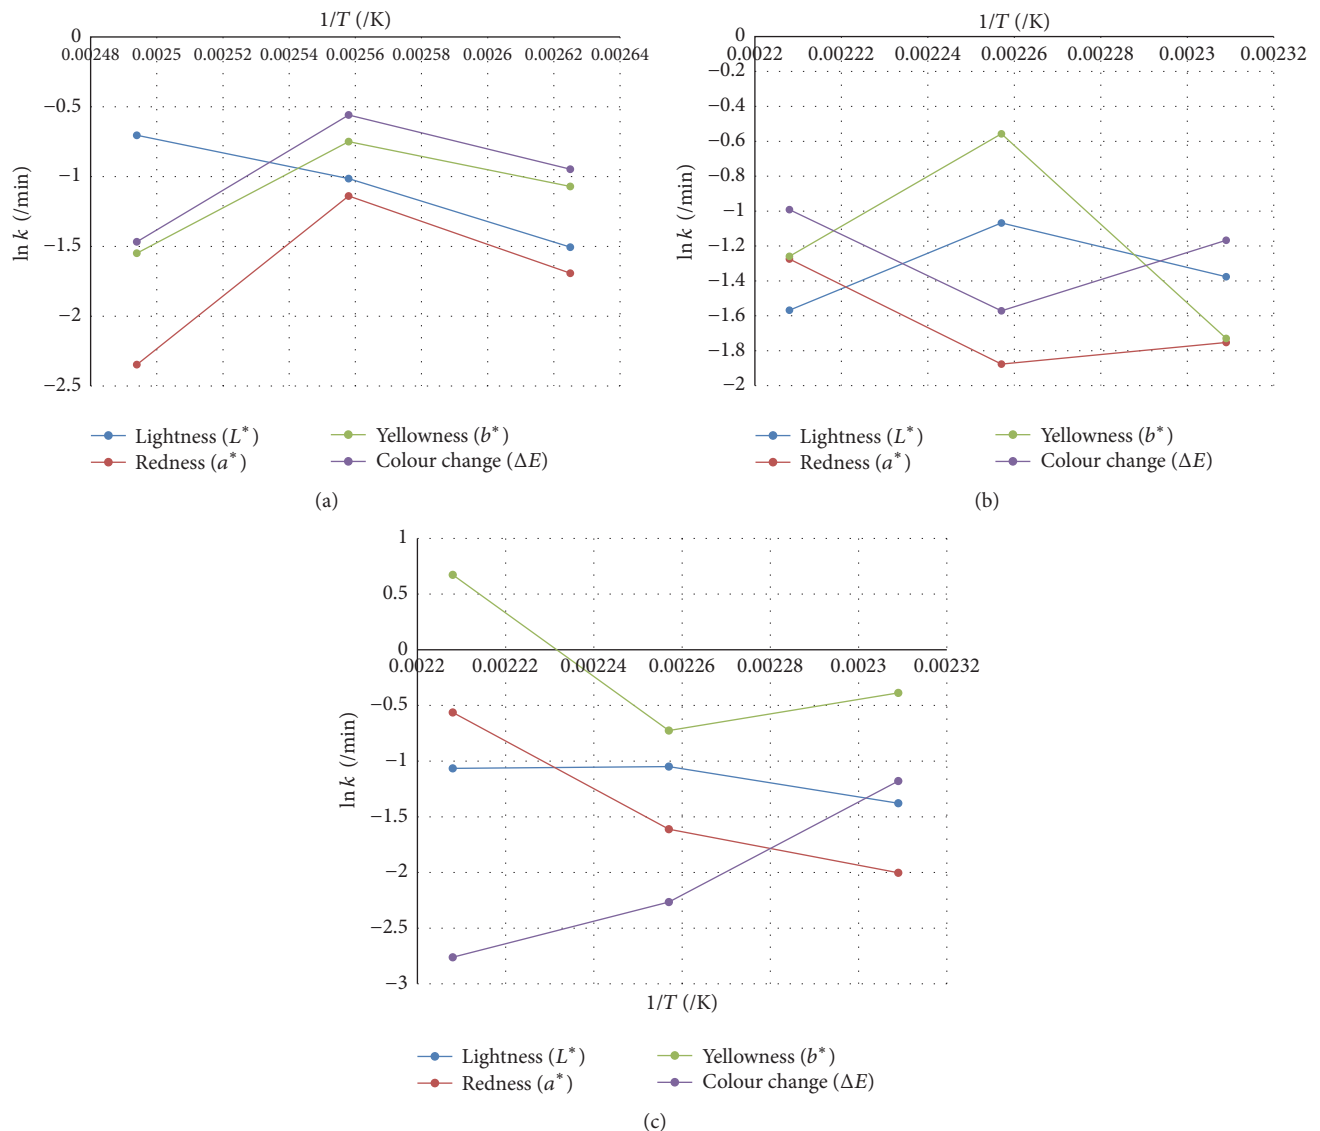 1/T (/K)
0
0.00248 0.0025 0.00252 0.00254 0.00256 0.00258 0.0026 0.00262 0.00264
−0.5
−1
−1.5
−2
−2.5
ln k (/min)
Lightness (L*)
Yellowness (b*)
Redness (a*)
Colour change (ΔE)
(a)
1/T (/K)
0
0.0022 0.00222 0.00224 0.00226 0.00228 0.0023 0.00232
−0.2
−0.4
−0.6
−0.8
−1
−1.2
−1.4
−1.6
−1.8
−2
ln k (/min)
Lightness (L*)
Yellowness (b*)
Redness (a*)
Colour change (ΔE)
(b)
1
0.5
0
0.0022 0.00222 0.00224 0.00226 0.00228 0.0023 0.00232
−0.5
−1
−1.5
−2
−2.5
−3
ln k (/min)
1/T (/K)
Lightness (L*)
Yellowness (b*)
Redness (a*)
Colour change (ΔE)
(c)